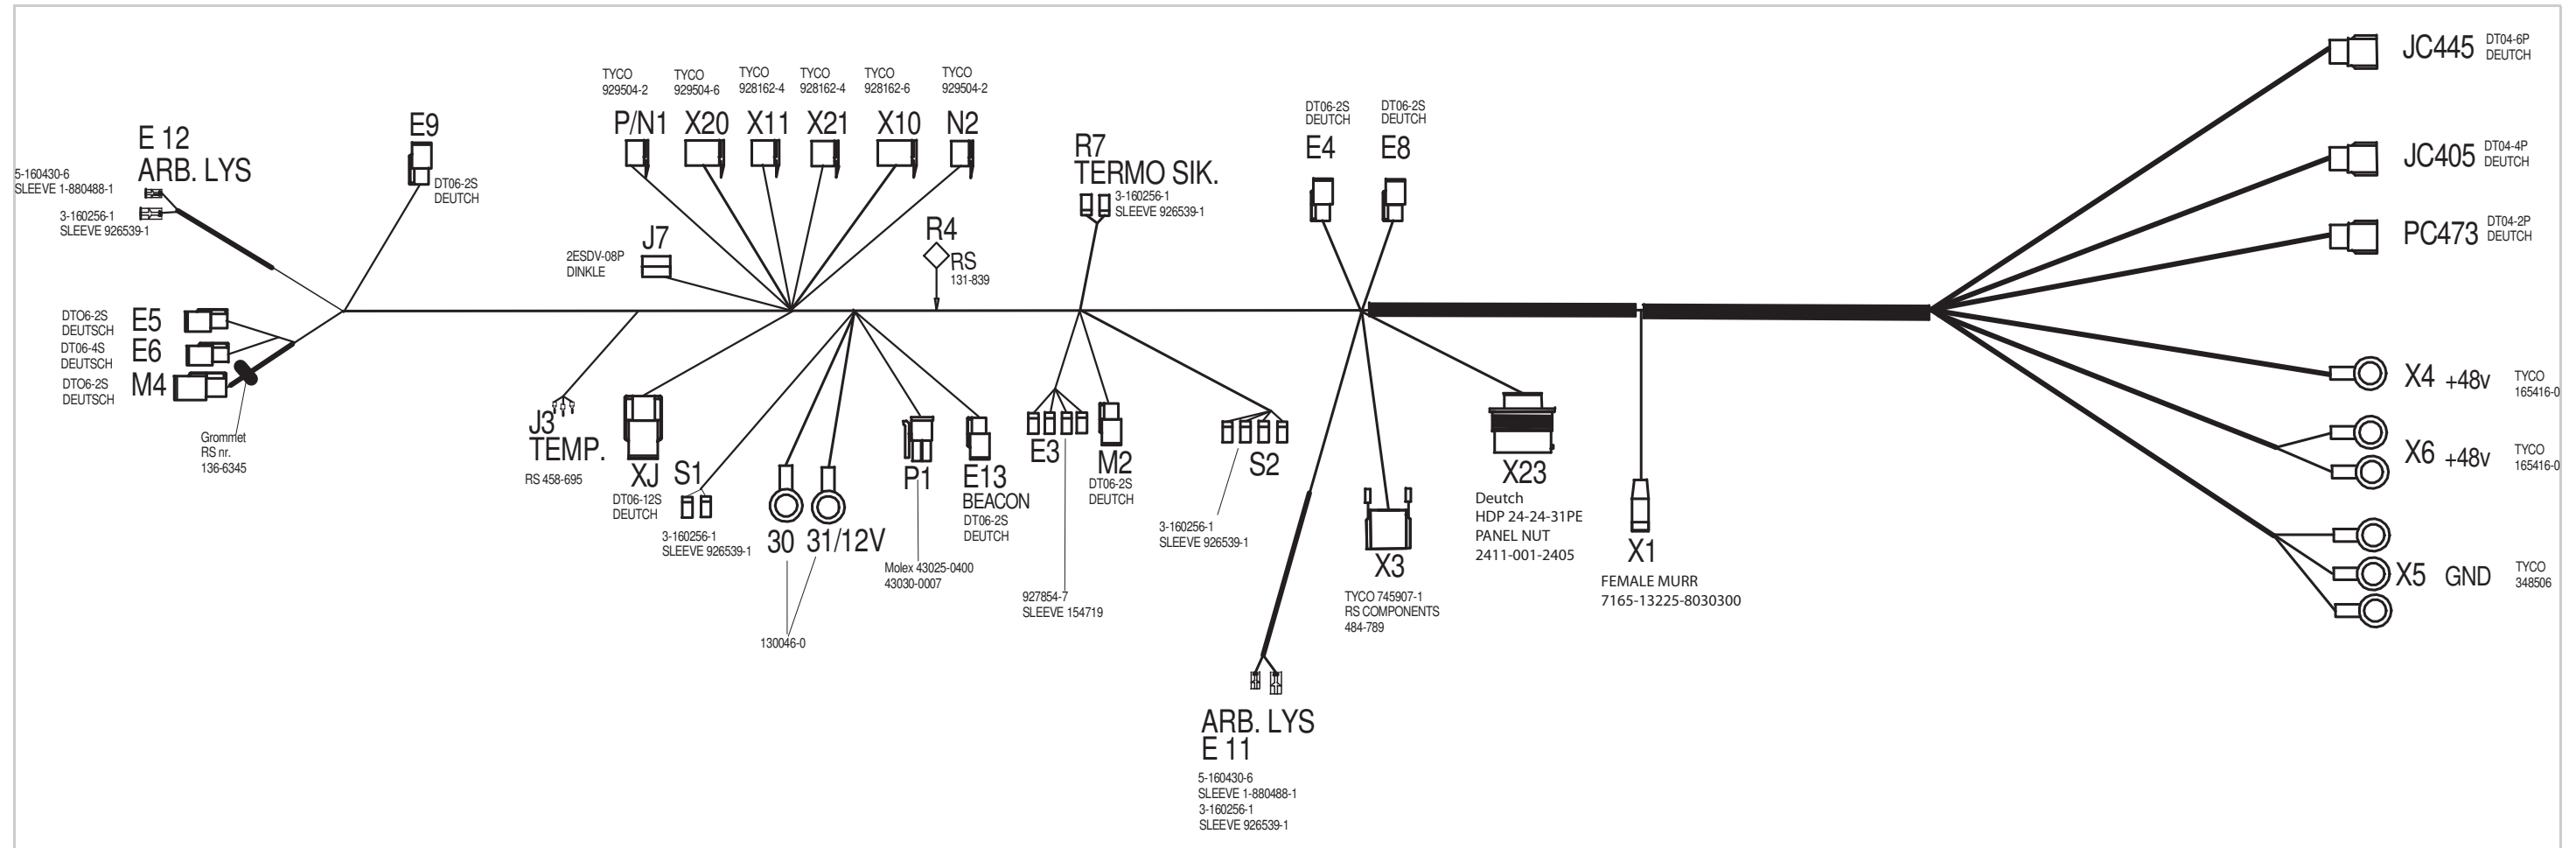 E 12
ARB. LYS
5-160430-6
SLEEVE 1-880488-1
3-160256-1
SLEEVE 926539-1
E9
DT06-2S
DEUTCH
DTO6-2S
DEUTSCH
E5
DT06-4S
DEUTSCH
E6
DTO6-2S
DEUTSCH
M4
Grommet
RS nr.
136-6345
TYCO
929504-2
P/N1
TYCO
929504-6
X20
TYCO
928162-4
X11
TYCO
928162-4
X21
TYCO
928162-6
X10
TYCO
929504-2
N2
J7
2ESDV-08P
DINKLE
R4
RS
131-839
R7
TERMO SIK.
3-160256-1
SLEEVE 926539-1
DT06-2S
DEUTCH
E4
DT06-2S
DEUTCH
E8
J3
TEMP.
RS 458-695
XJ
DT06-12S
DEUTCH
S1
3-160256-1
SLEEVE 926539-1
30
31/12V
130046-0
P1
Molex 43025-0400
43030-0007
E13
BEACON
DT06-2S
DEUTCH
E3
927854-7
SLEEVE 154719
M2
DT06-2S
DEUTCH
S2
3-160256-1
SLEEVE 926539-1
ARB. LYS
E 11
5-160430-6
SLEEVE 1-880488-1
3-160256-1
SLEEVE 926539-1
X3
TYCO 745907-1
RS COMPONENTS
484-789
X23
Deutch
HDP 24-24-31PE
PANEL NUT
2411-001-2405
X1
FEMALE MURR
7165-13225-8030300
JC445
DT04-6P
DEUTCH
JC405
DT04-4P
DEUTCH
PC473
DT04-2P
DEUTCH
X4 +48v
TYCO
165416-0
X6 +48v
TYCO
165416-0
X5 GND
TYCO
348506